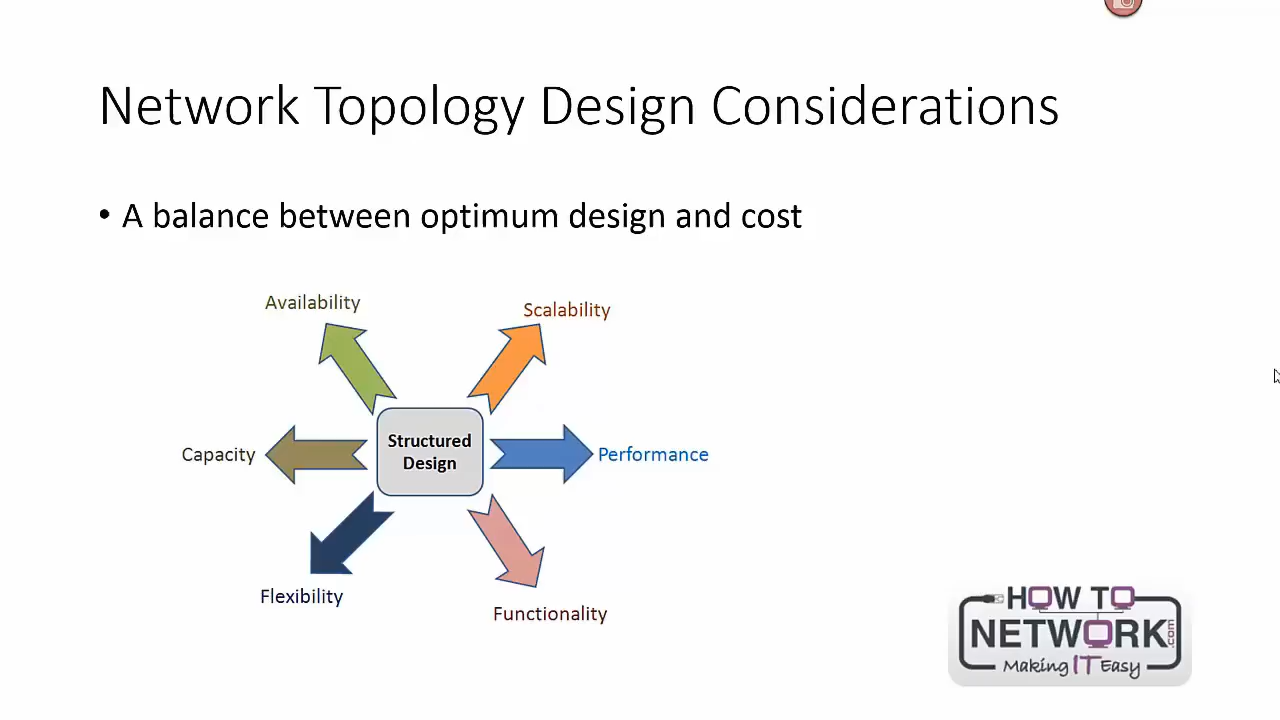 Network Topology Design Considerations
• A balance between optimum design and cost
Availability
Scalability
Structured
Design
Capacity
Performance
Flexibility
Functionality
HOW TO
NETWORK.com
Making IT Easy